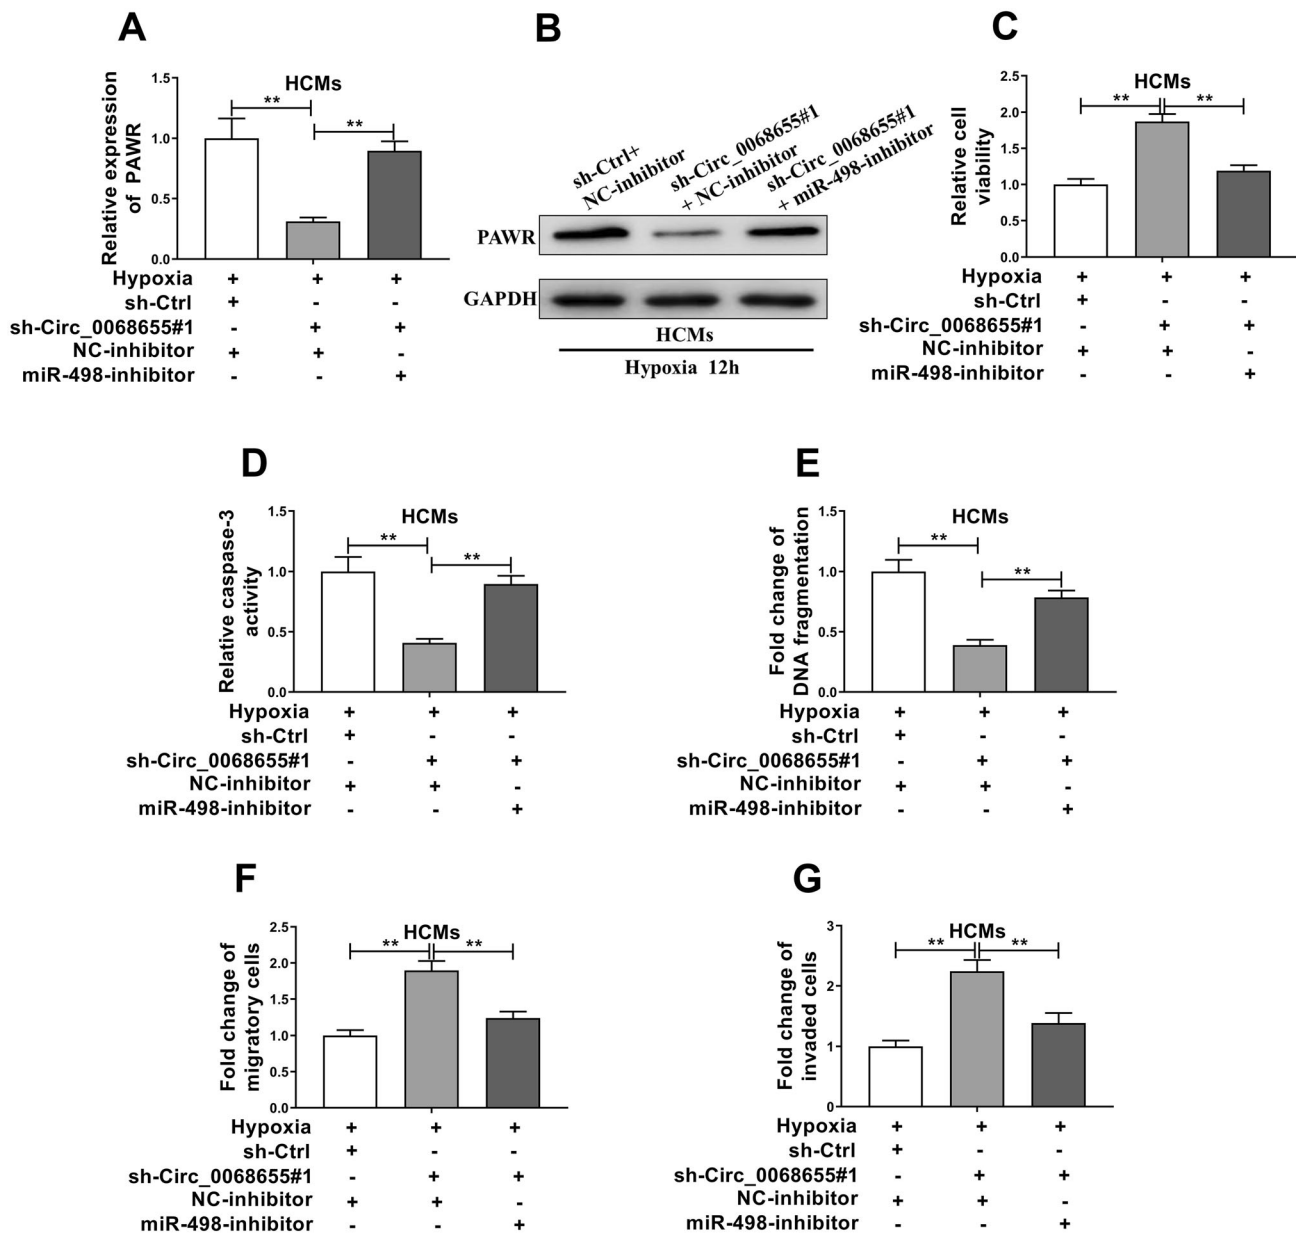 A
HCMs
Relative expression
of PAWR
1.5
1.0
0.5
0.0
**
**
Hypoxia + + +
sh-Ctrl + - -
sh-Circ_0068655#1 - + +
NC-inhibitor + + -
miR-498-inhibitor - - +
B
sh-Ctrl+
NC-inhibitor
sh-Circ_0068655#1
+ NC-inhibitor
sh-Circ_0068655#1
+ miR-498-inhibitor
PAWR
GAPDH
HCMs
Hypoxia 12h
C
HCMs
Relative cell
viability
2.5
2.0
1.5
1.0
0.5
0.0
** **
Hypoxia + + +
sh-Ctrl + - -
sh-Circ_0068655#1 - + +
NC-inhibitor + + -
miR-498-inhibitor - - +
D
HCMs
Relative caspase-3
activity
1.5
1.0
0.5
0.0
**
**
Hypoxia + + +
sh-Ctrl + - -
sh-Circ_0068655#1 - + +
NC-inhibitor + + -
miR-498-inhibitor - - +
E
HCMs
Fold change of
DNA fragmentation
1.5
1.0
0.5
0.0
**
**
Hypoxia + + +
sh-Ctrl + - -
sh-Circ_0068655#1 - + +
NC-inhibitor + + -
miR-498-inhibitor - - +
F
HCMs
Fold change of
migratory cells
2.5
2.0
1.5
1.0
0.5
0.0
** **
Hypoxia + + +
sh-Ctrl + - -
sh-Circ_0068655#1 - + +
NC-inhibitor + + -
miR-498-inhibitor - - +
G
HCMs
Fold change of
invaded cells
3
2
1
0
** **
Hypoxia + + +
sh-Ctrl + - -
sh-Circ_0068655#1 - + +
NC-inhibitor + + -
miR-498-inhibitor - - +